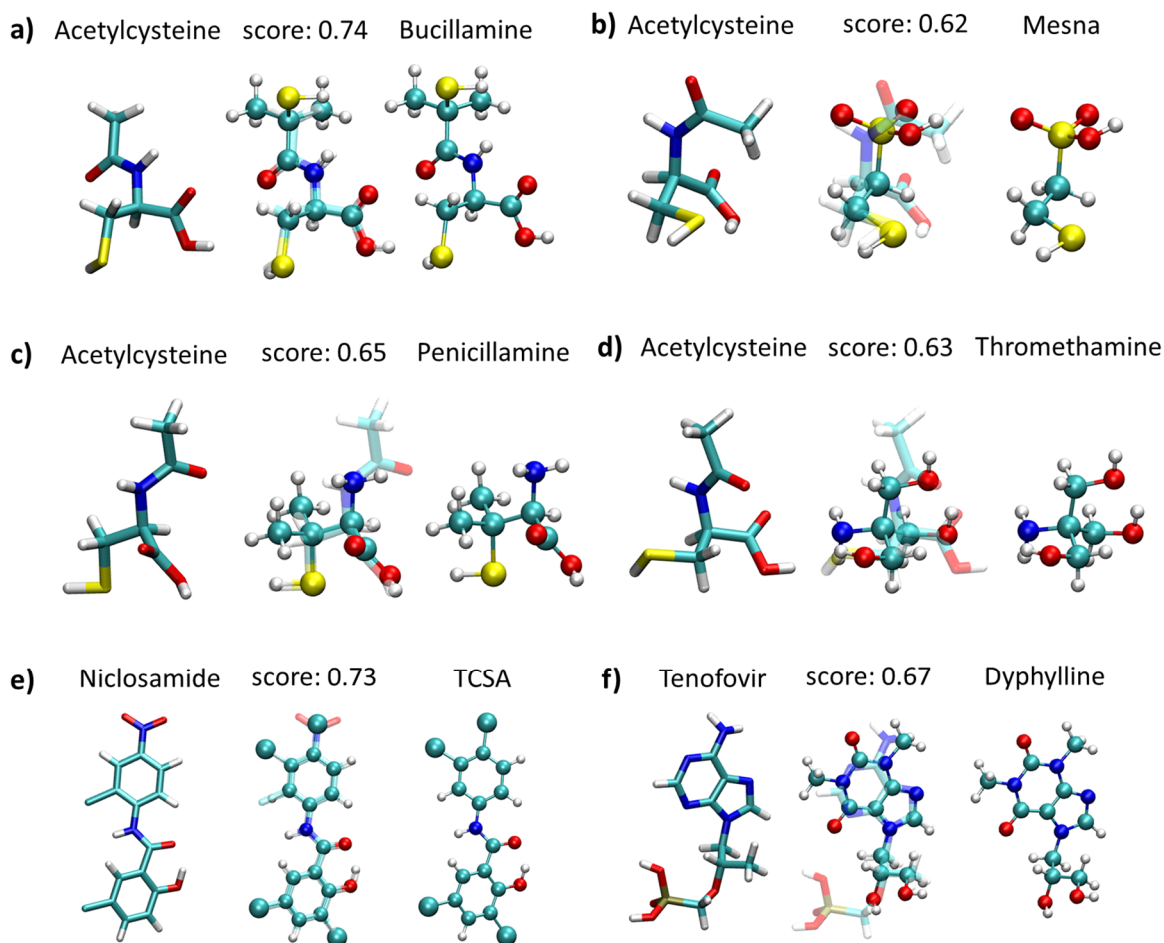 a) Acetylcysteine score: 0.74 Bucillamine
b) Acetylcysteine score: 0.62 Mesna
c) Acetylcysteine score: 0.65 Penicillamine
d) Acetylcysteine score: 0.63 Thromethamine
e) Niclosamide score: 0.73 TCSA
f) Tenofovir score: 0.67 Dyphylline